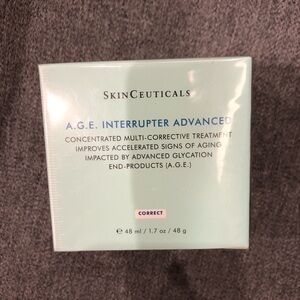 SKINCEUTICALS
A.G.E. INTERRUPTER ADVANCED
CONCENTRATED MULTI-CORRECTIVE TREATMENT
IMPROVES ACCELERATED SIGNS OF AGING
IMPACTED BY ADVANCED GLYCATION
END-PRODUCTS (A.G.E.)
CORRECT
℮ 48 ml / 1.7 oz / 48 g